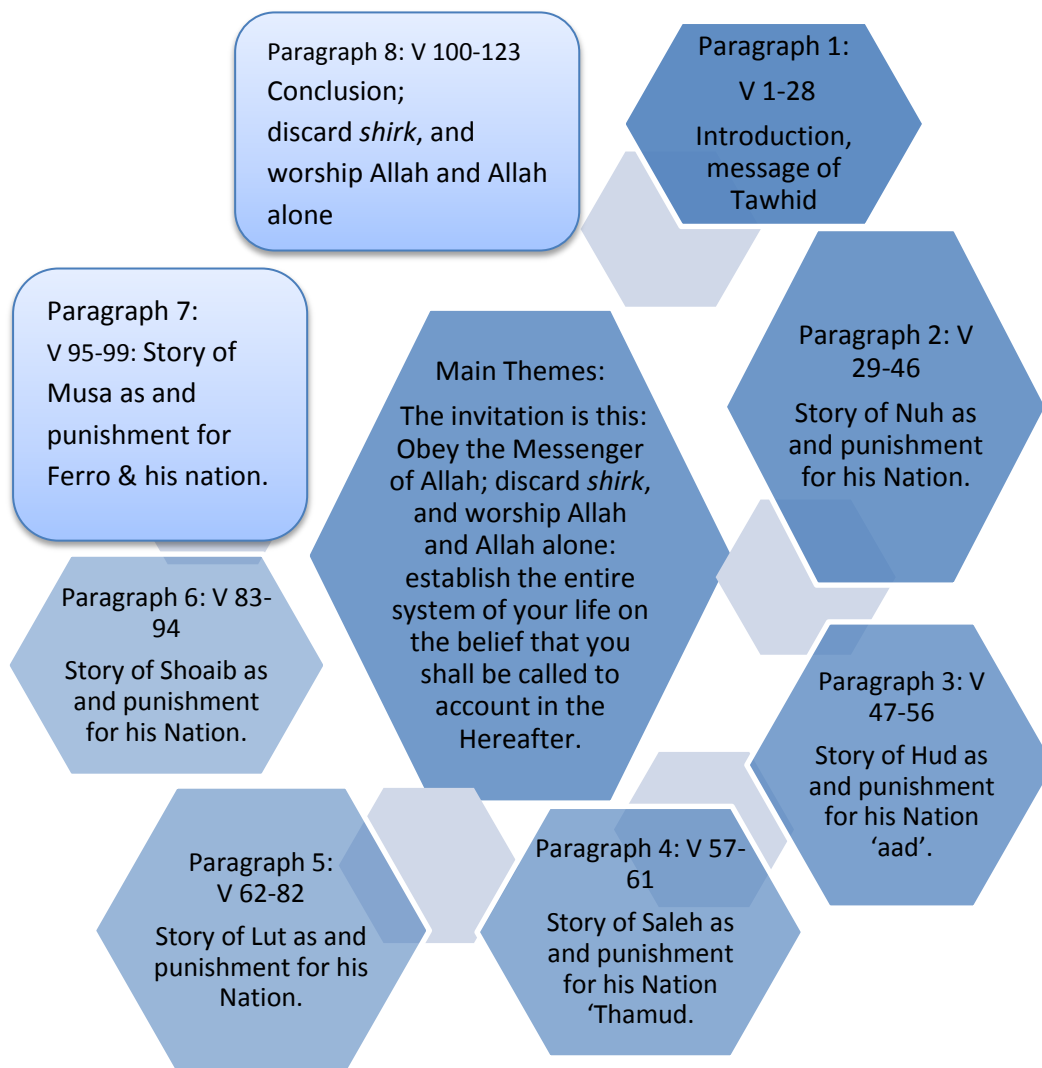 Paragraph 8: V 100-123
Conclusion;
discard shirk, and
worship Allah and Allah
alone
Paragraph 1:
V 1-28
Introduction,
message of
Tawhid
Paragraph 2: V
29-46
Story of Nuh as
and punishment
for his Nation.
Paragraph 3: V
47-56
Story of Hud as
and punishment
for his Nation
‘aad’.
Paragraph 4: V 57-
61
Story of Saleh as
and punishment
for his Nation
‘Thamud.
Paragraph 5:
V 62-82
Story of Lut as and
punishment for his
Nation.
Paragraph 6: V 83-
94
Story of Shoaib as
and punishment
for his Nation.
Paragraph 7:
V 95-99: Story of
Musa as and
punishment for
Ferro & his nation.
Main Themes:
The invitation is this:
Obey the Messenger
of Allah; discard shirk,
and worship Allah
and Allah alone:
establish the entire
system of your life on
the belief that you
shall be called to
account in the
Hereafter.